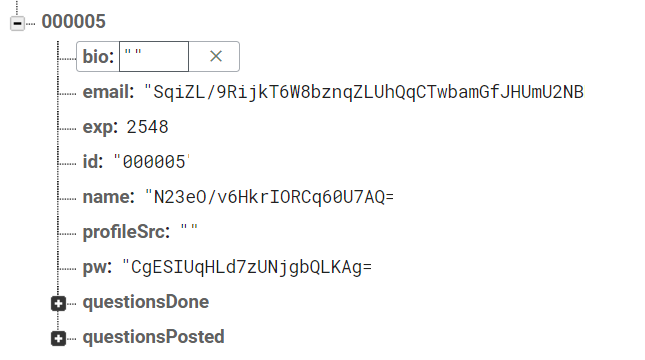 000005
bio: ""
email: "SqiZL/9RijkT6W8bznqZLUhQqCTwbamGfJHUmU2NB
exp: 2548
id: "000005'
name: "N23eO/v6HkrIORCq60U7AQ=
profileSrc: ""
pw: "CgESIUqHLd7zUNjgbQLKAg=
questionsDone
questionsPosted